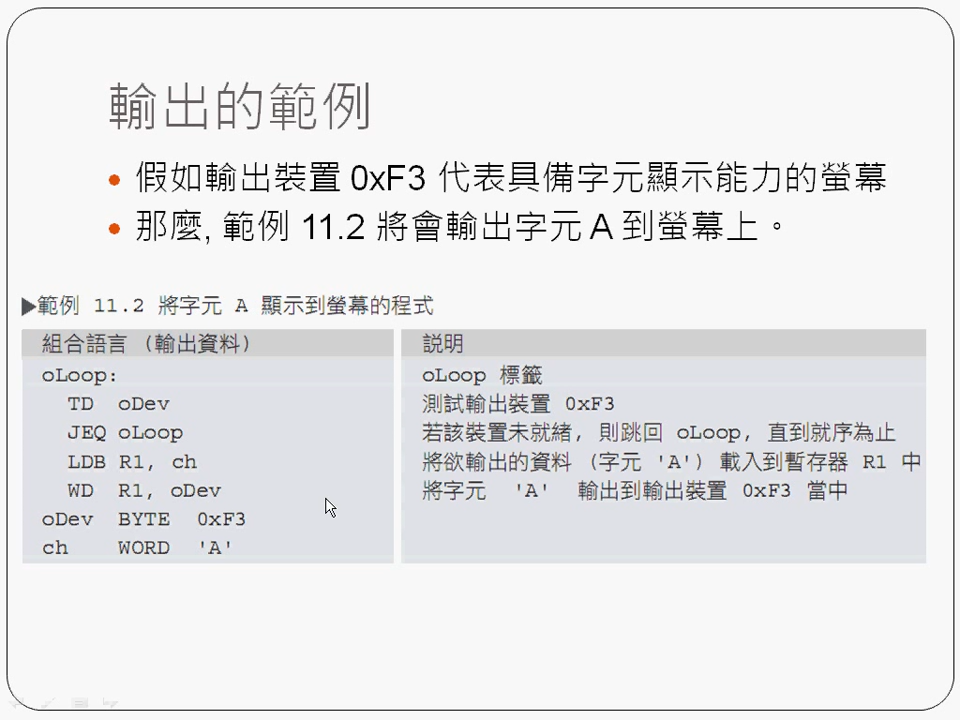 輸出的範例
• 假如輸出裝置 0xF3 代表具備字元顯示能力的螢幕
• 那麼, 範例 11.2 將會輸出字元 A 到螢幕上。
▶範例 11.2 將字元 A 顯示到螢幕的程式
組合語言 (輸出資料) 說明
oLoop: oLoop 標籤
TD oDev 測試輸出裝置 0xF3
JEQ oLoop 若該裝置未就緒, 則跳回 oLoop, 直到就序為止
LDB R1, ch 將欲輸出的資料 (字元 'A') 載入到暫存器 R1 中
WD R1, oDev 將字元 'A' 輸出到輸出裝置 0xF3 當中
oDev BYTE 0xF3
ch WORD 'A'